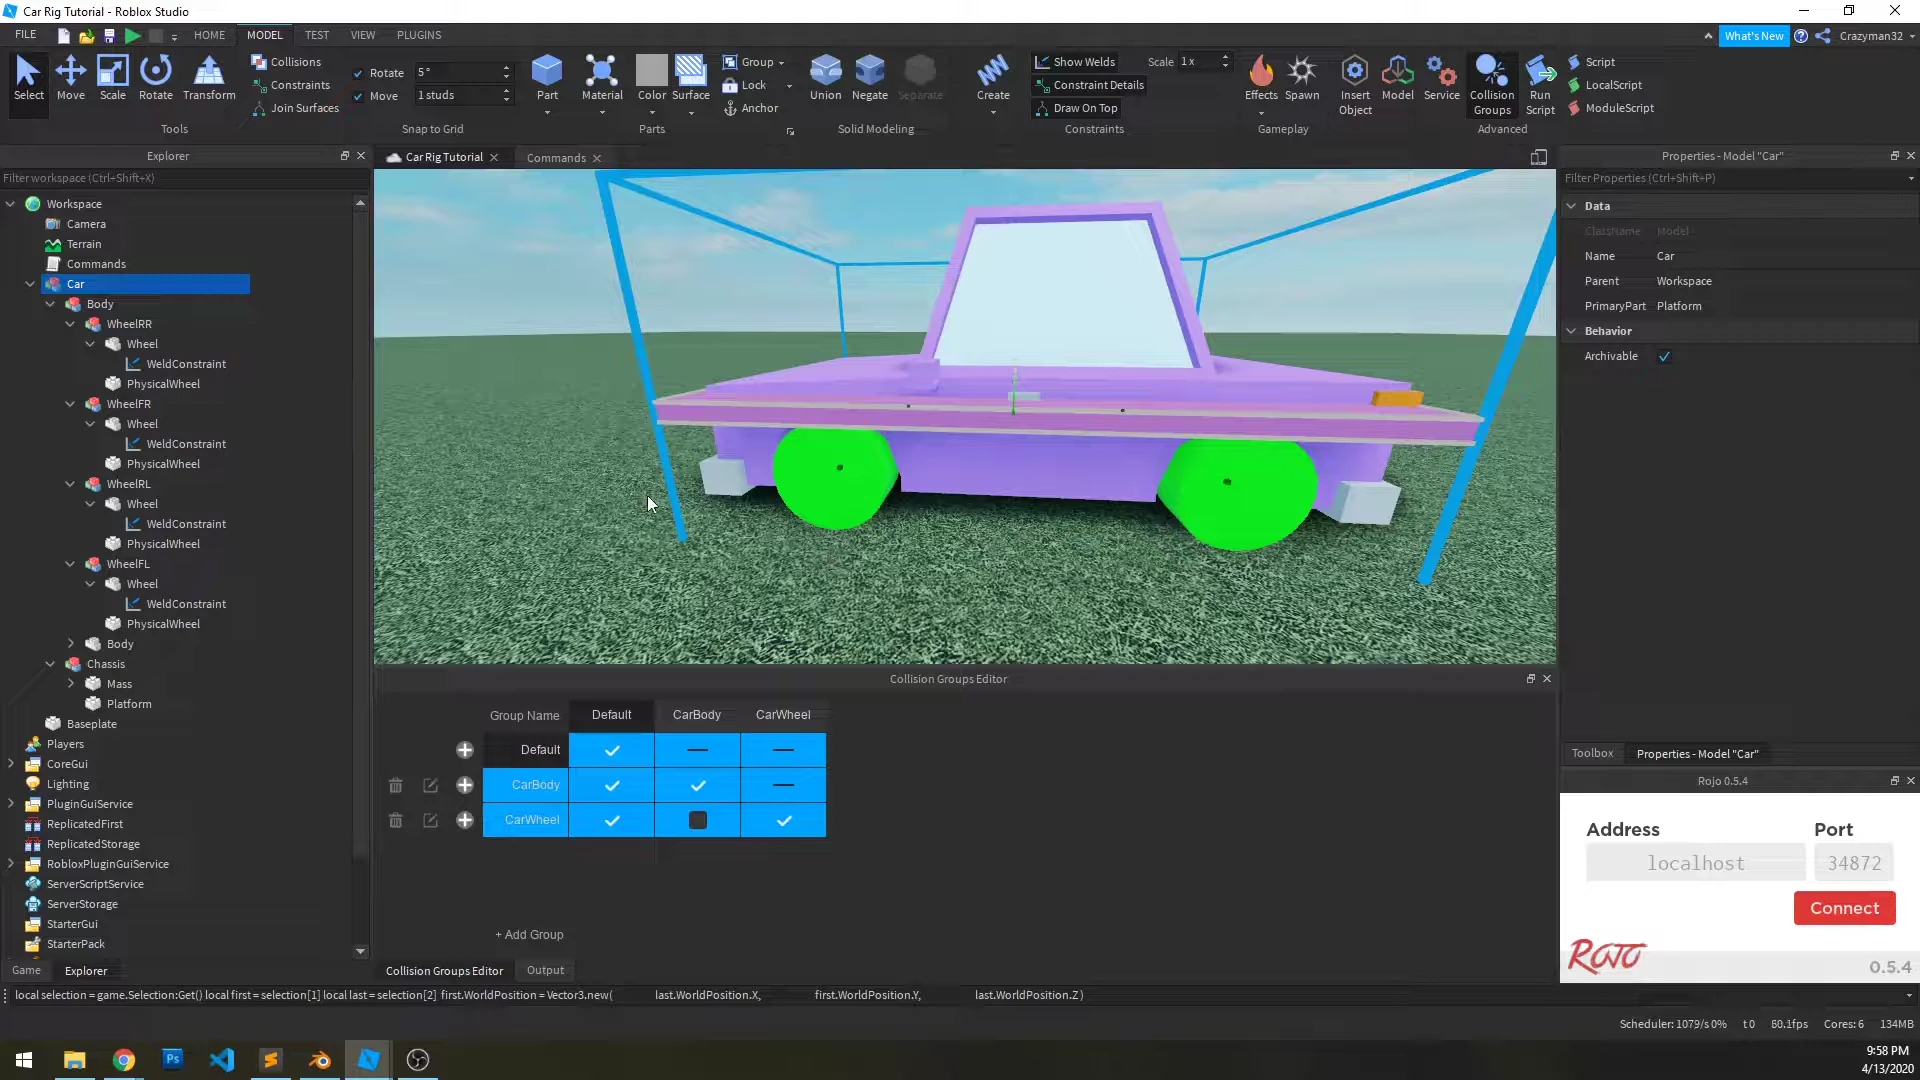 Car Rig Tutorial - Roblox Studio
FILE HOME MODEL TEST VIEW PLUGINS What's New Crazyman32
Select Move Scale Rotate Transform
Tools
Collisions
Constraints
Join Surfaces
Rotate 5°
Move 1 studs
Snap to Grid
Part Material Color Surface
Group
Lock
Anchor
Parts
Union Negate Separate
Solid Modeling
Create
Show Welds Scale 1 x
Constraint Details
Draw On Top
Constraints
Effects Spawn
Gameplay
Insert Object Model Service Collision Groups Run Script
Script
LocalScript
ModuleScript
Advanced
Explorer
Filter workspace (Ctrl+Shift+X)
Workspace
Camera
Terrain
Commands
Car
Body
WheelRR
Wheel
WeldConstraint
PhysicalWheel
WheelFR
Wheel
WeldConstraint
PhysicalWheel
WheelRL
Wheel
WeldConstraint
PhysicalWheel
WheelFL
Wheel
WeldConstraint
PhysicalWheel
Body
Chassis
Mass
Platform
Baseplate
Players
CoreGui
Lighting
PluginGuiService
ReplicatedFirst
ReplicatedStorage
RobloxPluginGuiService
ServerScriptService
ServerStorage
StarterGui
StarterPack
Game Explorer
Car Rig Tutorial Commands
Collision Groups Editor
Group Name Default CarBody CarWheel
Default
CarBody
CarWheel
+ Add Group
Collision Groups Editor Output
Properties - Model "Car"
Filter Properties (Ctrl+Shift+P)
Data
ClassName Model
Name Car
Parent Workspace
PrimaryPart Platform
Behavior
Archivable
Toolbox Properties - Model "Car"
Rojo 0.5.4
Address Port
localhost 34872
Connect
ROJO 0.5.4
local selection = game.Selection:Get() local first = selection[1] local last = selection[2] first.WorldPosition = Vector3.new( last.WorldPosition.X, first.WorldPosition.Y, last.WorldPosition.Z )
Scheduler: 1079/s 0% t 0 80.1fps Cores: 6 134MB
Ps
9:58 PM
4/13/2020